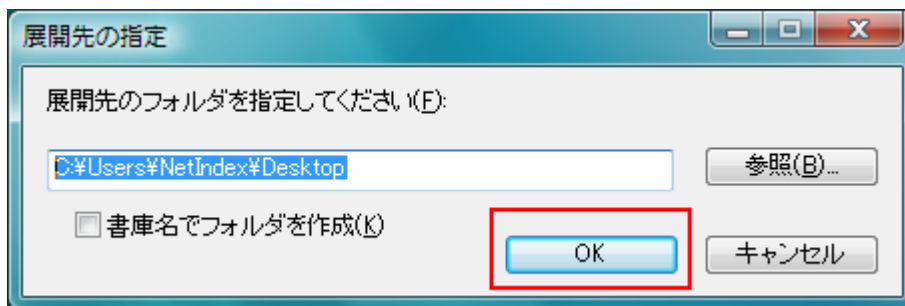 展開先の指定
展開先のフォルダを指定してください(F):
C:¥Users¥NetIndex¥Desktop
参照(B)...
書庫名でフォルダを作成(K)
OK
キャンセル